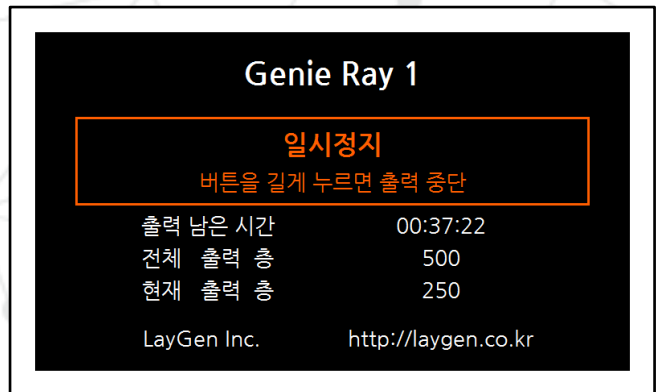 Genie Ray 1
일시정지
버튼을 길게 누르면 출력 중단
출력 남은 시간 00:37:22
전체 출력 층 500
현재 출력 층 250
LayGen Inc. http://laygen.co.kr